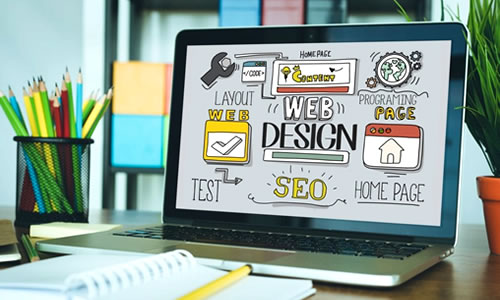 HOME PAGE
</CODE>
CONTENT
LAYOUT
WEB
PROGRAMING
WEB
PAGE
DESIGN
TEST
SEO
HOME PAGE